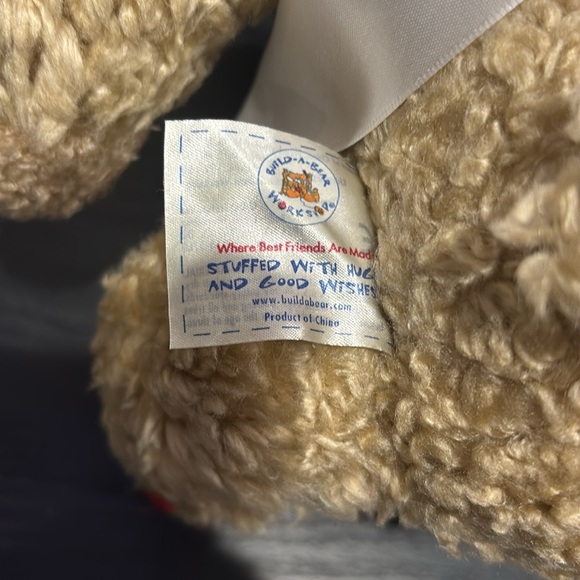 BUILD-A-BEAR
WORKSHOP®
Where Best Friends Are Made
STUFFED WITH HUG
AND GOOD WISHES
www.buildabear.com
Product of China